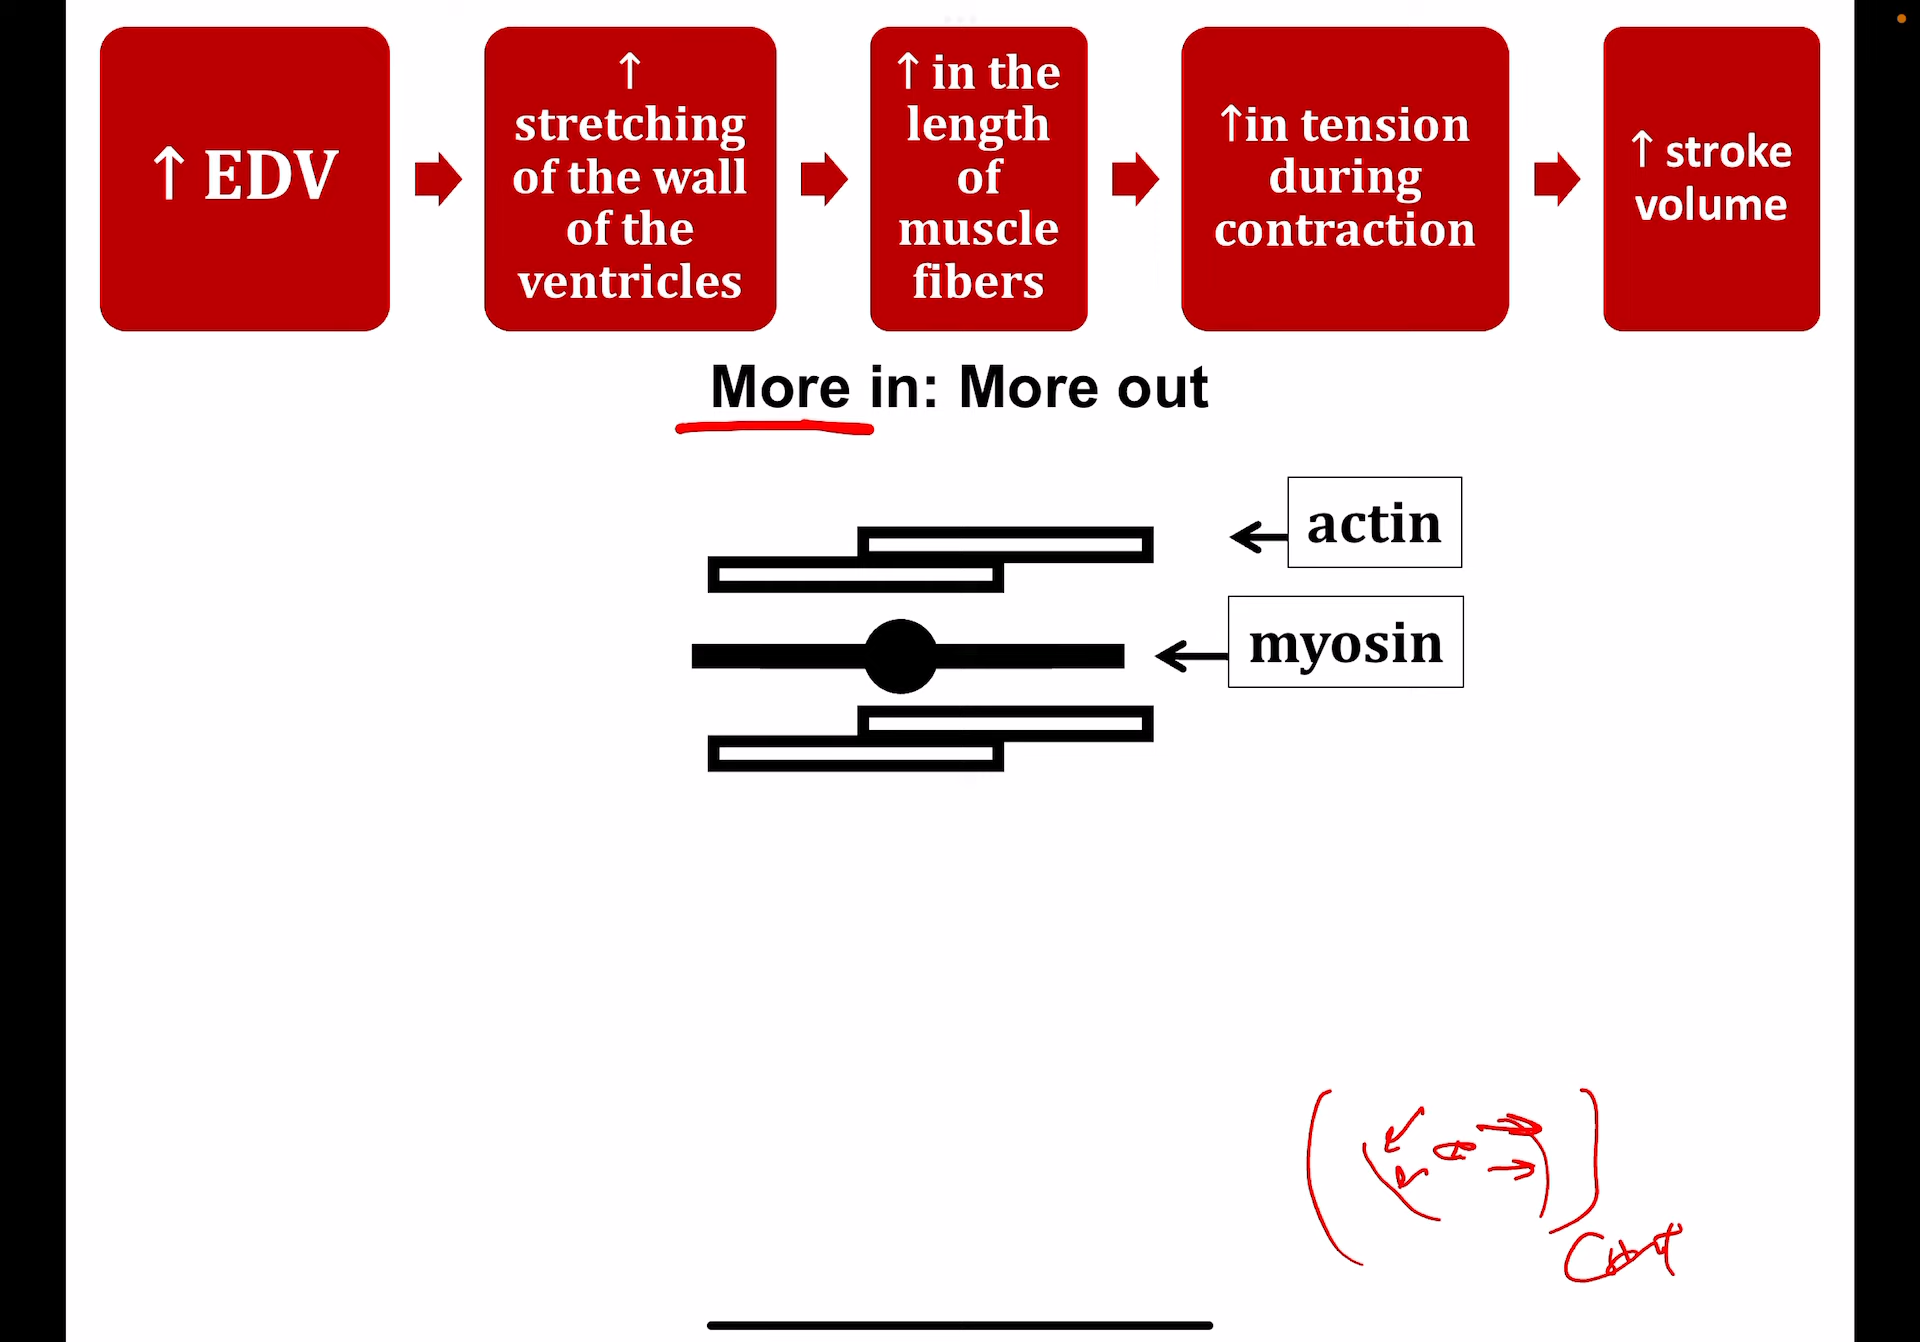 ↑ EDV
↑
stretching
of the wall
of the
ventricles
↑ in the
length
of
muscle
fibers
↑in tension
during
contraction
↑ stroke
volume
More in: More out
actin
myosin